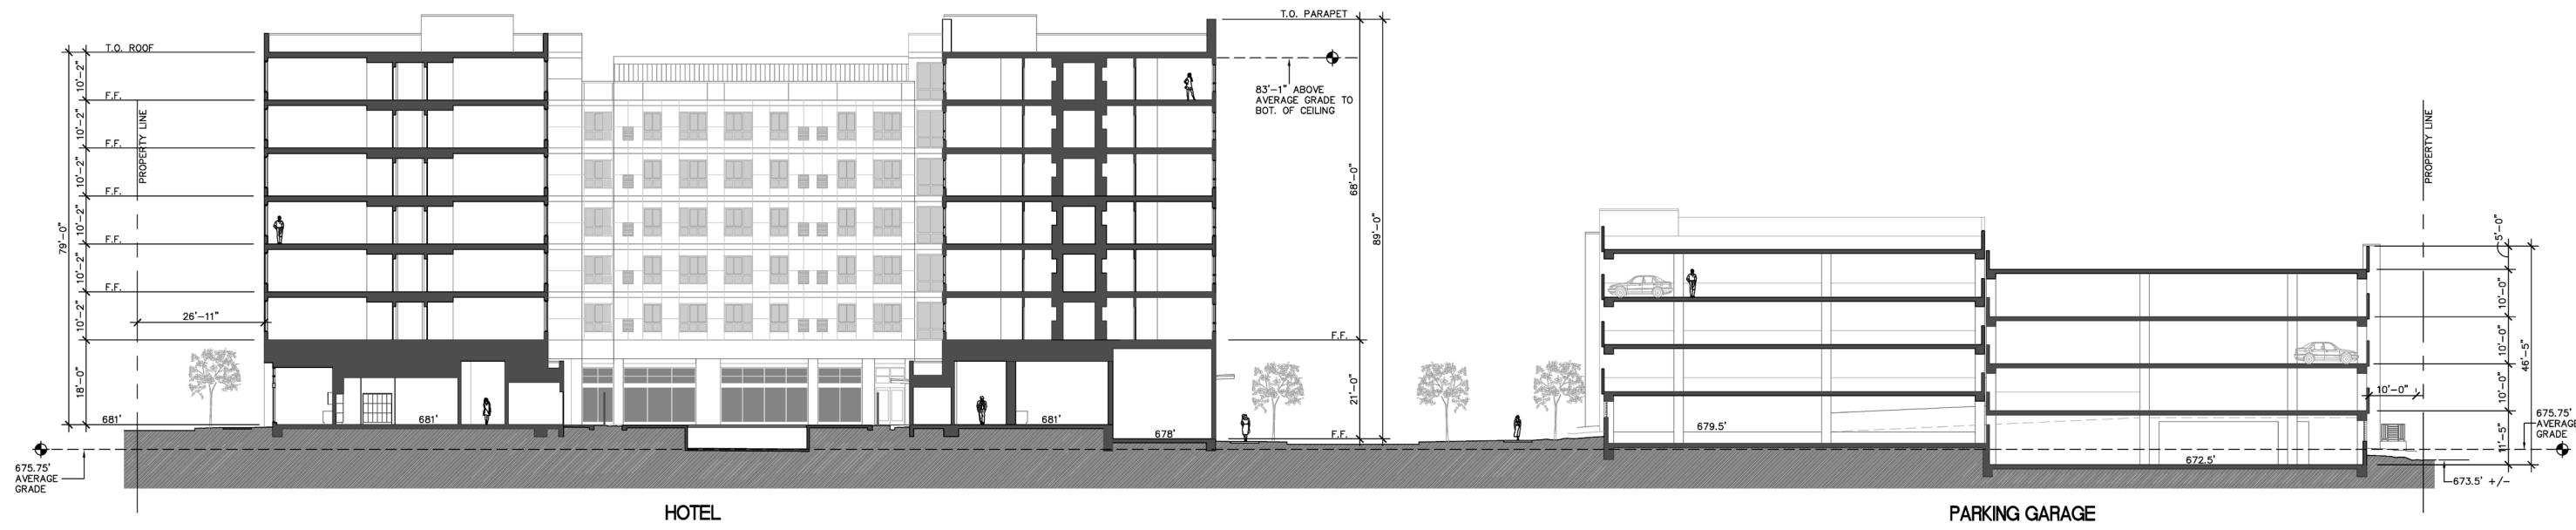 T.O. ROOF
10'-2"
F.F.
10'-2"
F.F.
10'-2"
F.F.
10'-2"
F.F.
10'-2"
F.F.
10'-2"
18'-0"
79'-0"
PROPERTY LINE
26'-11"
681'
675.75'
AVERAGE
GRADE
681'
681'
678'
T.O. PARAPET
83'-1" ABOVE
AVERAGE GRADE TO
BOT. OF CEILING
68'-0"
89'-0"
F.F.
21'-0"
F.F.
HOTEL
679.5'
672.5'
PROPERTY LINE
5'-0"
10'-0"
10'-0"
10'-0"
11'-5"
46'-5"
10'-0"
675.75'
AVERAGE
GRADE
673.5' +/-
PARKING GARAGE